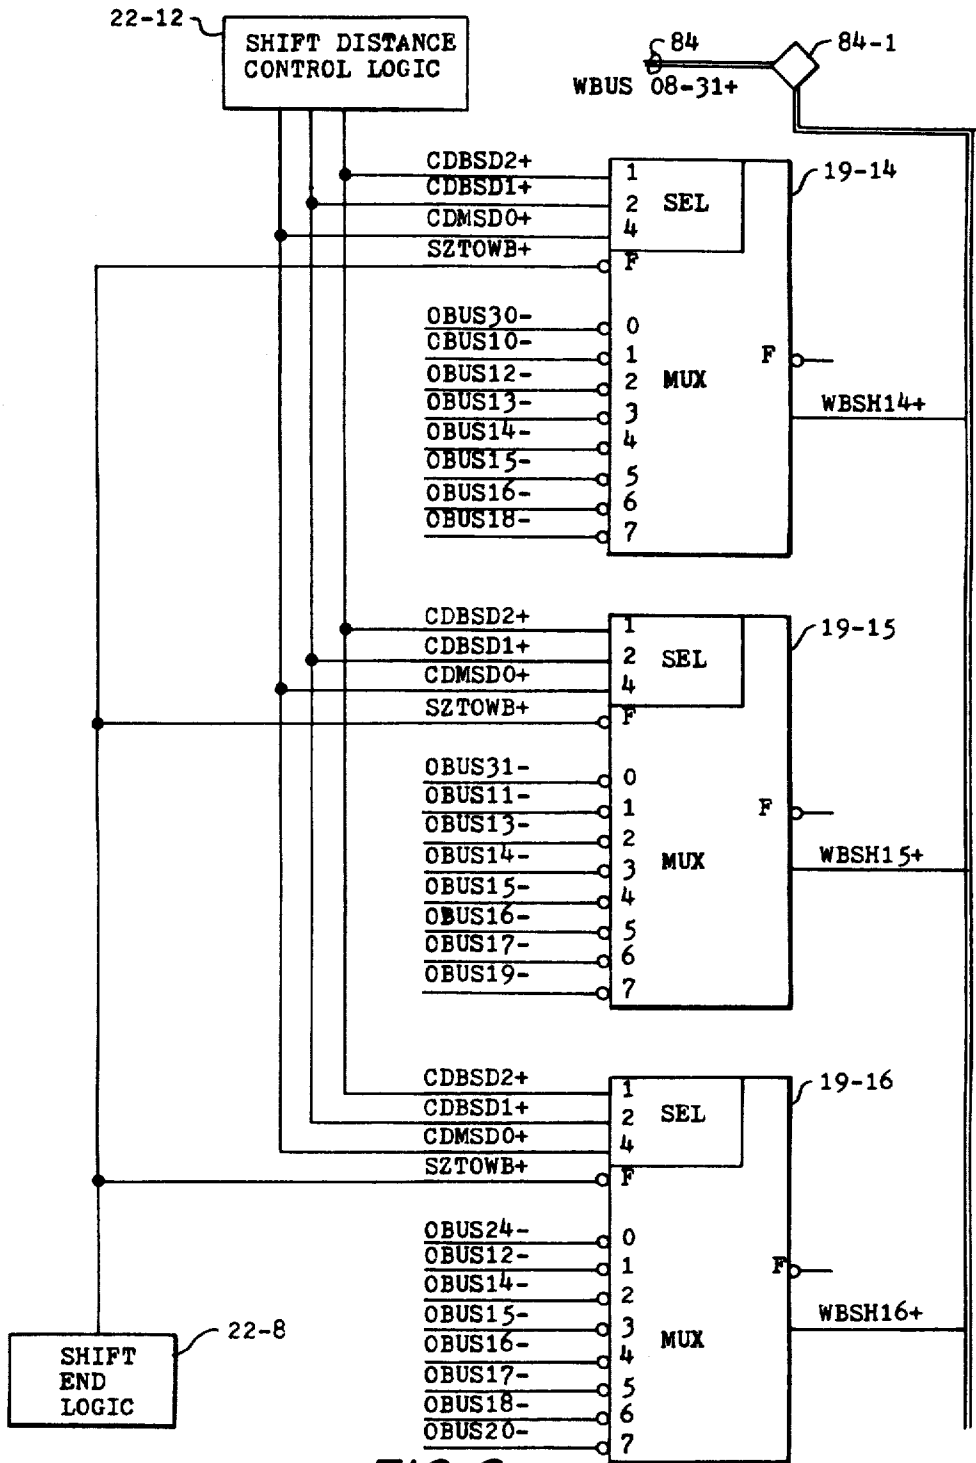 22-12
SHIFT DISTANCE
CONTROL LOGIC
84
84-1
WBUS 08-31+
CDBSD2+
CDBSD1+
CDMSD0+
SZTOWB+
1
2
4
SEL
F
19-14
OBUS30-
CBUS10-
OBUS12-
OBUS13-
OBUS14-
OBUS15-
OBUS16-
OBUS18-
0
1
2
3
4
5
6
7
MUX
F
WBSH14+
CDBSD2+
CDBSD1+
CDMSD0+
SZTOWB+
1
2
4
SEL
F
19-15
OBUS31-
OBUS11-
OBUS13-
OBUS14-
OBUS15-
OBUS16-
OBUS17-
OBUS19-
0
1
2
3
4
5
6
7
MUX
F
WBSH15+
CDBSD2+
CDBSD1+
CDMSD0+
SZTOWB+
1
2
4
SEL
F
19-16
OBUS24-
OBUS12-
OBUS14-
OBUS15-
OBUS16-
OBUS17-
OBUS18-
OBUS20-
0
1
2
3
4
5
6
7
MUX
F
WBSH16+
22-8
SHIFT
END
LOGIC